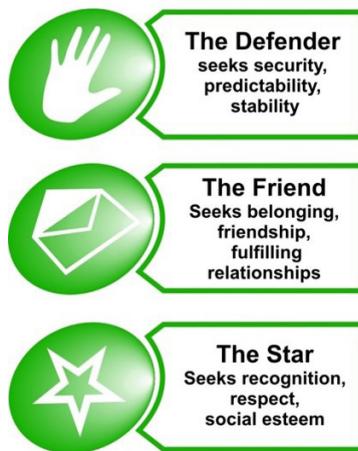 The Defender
seeks security,
predictability,
stability
The Friend
Seeks belonging,
friendship,
fulfilling
relationships
The Star
Seeks recognition,
respect,
social esteem